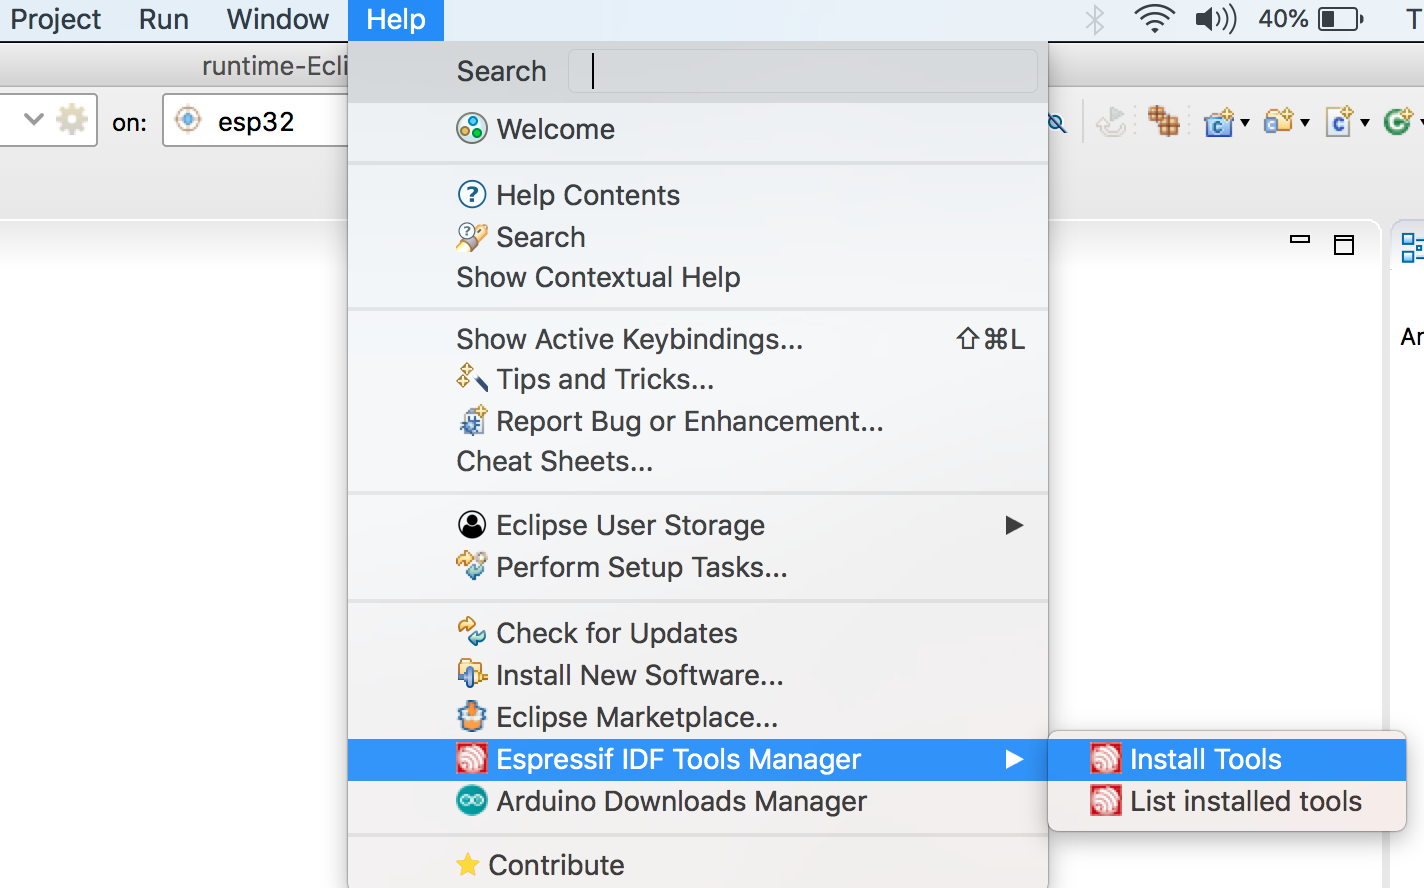 Project Run Window Help 40% T
runtime-Ecli
Search
on: esp32
Welcome
Help Contents
Search
Show Contextual Help
Show Active Keybindings... ⇧⌘L
Tips and Tricks...
Report Bug or Enhancement...
Cheat Sheets...
Eclipse User Storage
Perform Setup Tasks...
Check for Updates
Install New Software...
Eclipse Marketplace...
Espressif IDF Tools Manager
Install Tools
Arduino Downloads Manager
List installed tools
Contribute
Ar